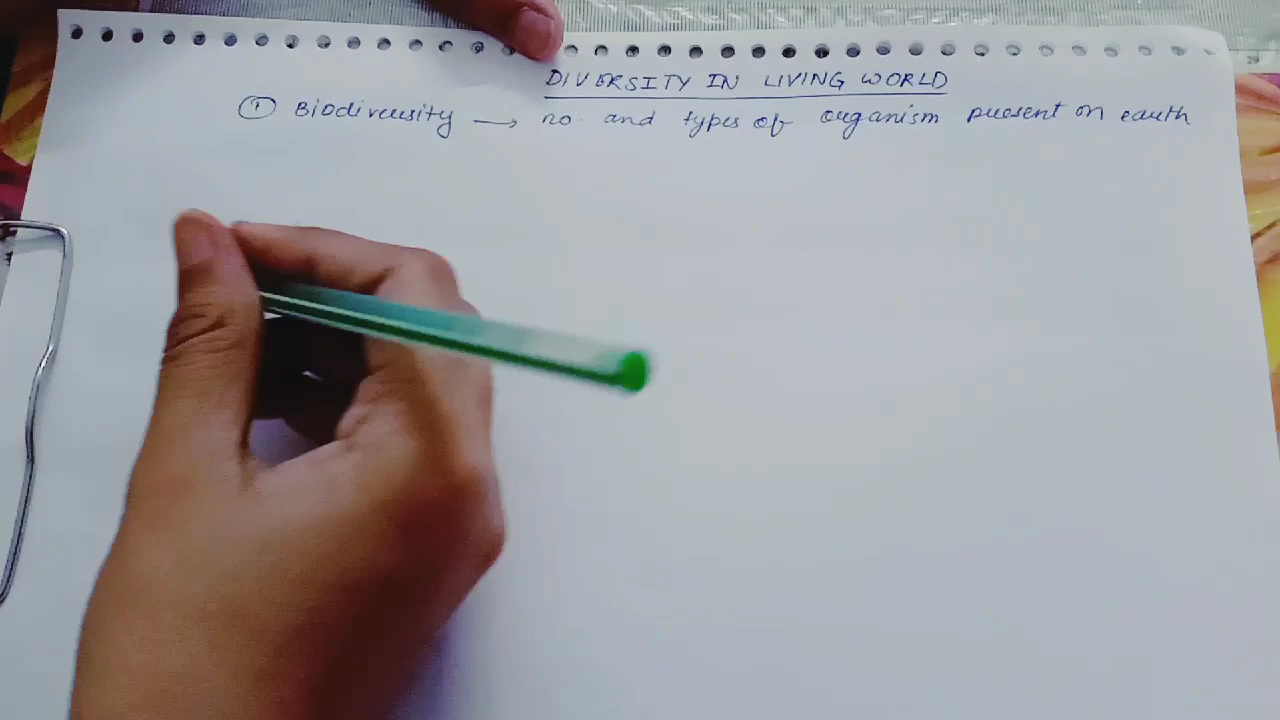 DIVERSITY IN LIVING WORLD
① Biodiversity → no. and types of organism present on earth